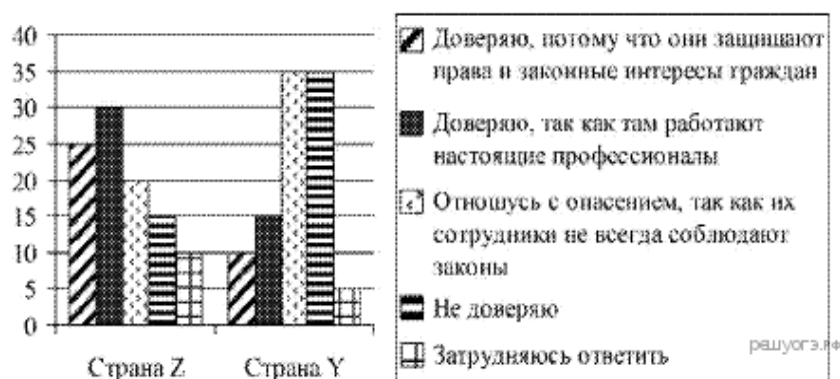 40
35
30
25
20
15
10
5
0
Страна Z
Страна Y
Доверяю, потому что они защищают
права и законные интересы граждан
Доверяю, так как там работают
настоящие профессионалы
Отношусь с опасением, так как их
сотрудники не всегда соблюдают
законы
Не доверяю
Затрудняюсь ответить
решуогэ.рф